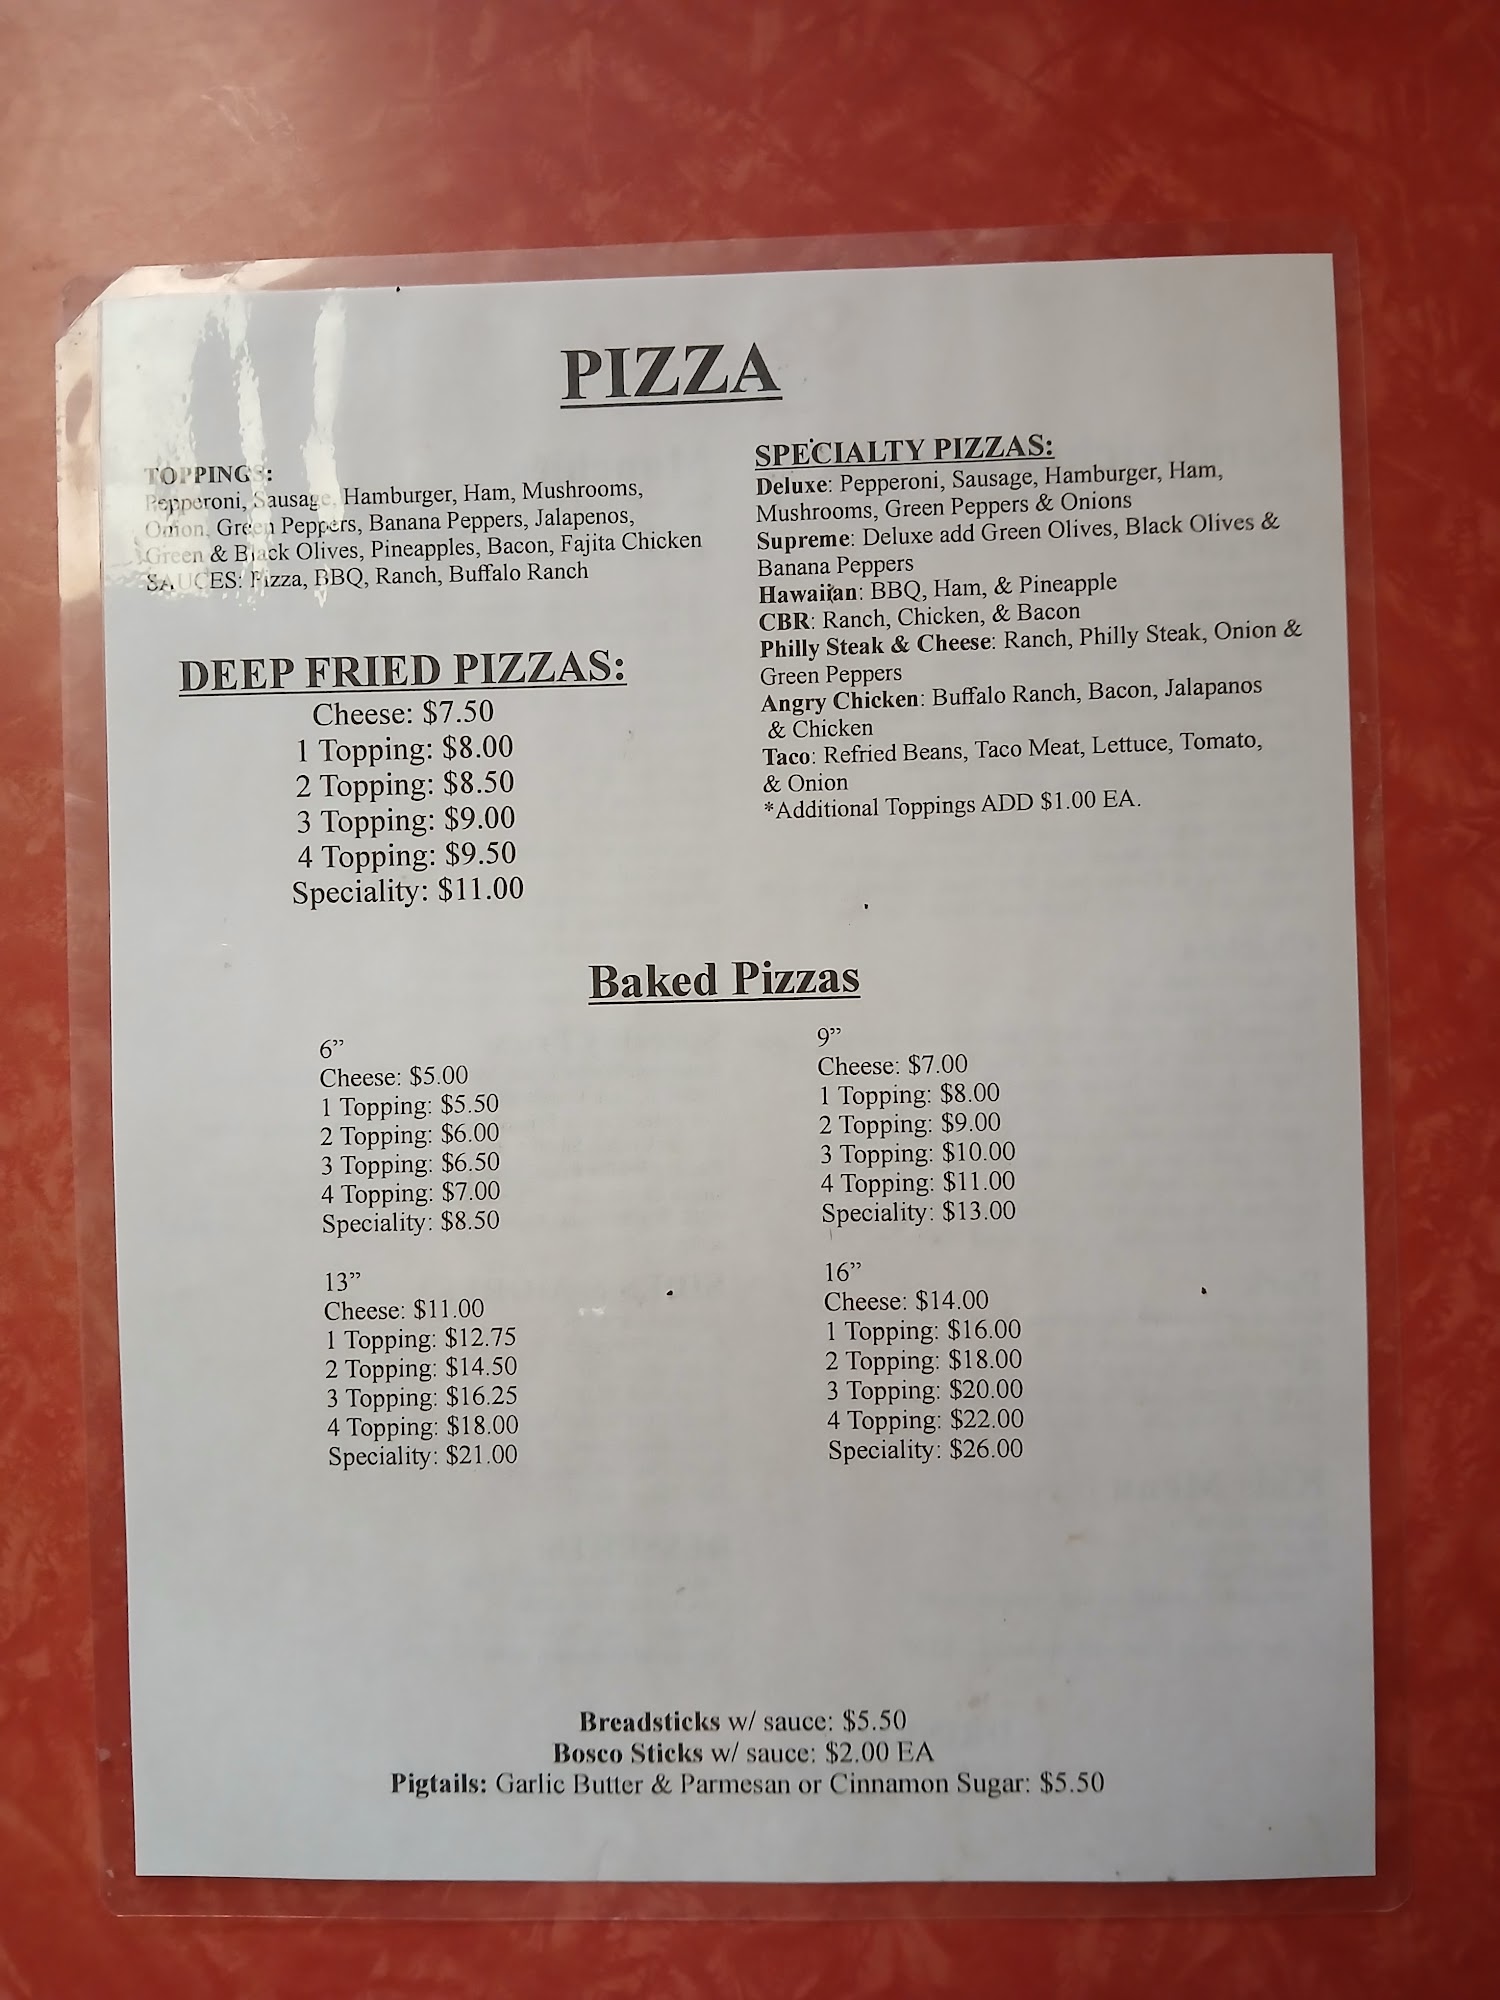 PIZZA
TOPPINGS:
Pepperoni, Sausage, Hamburger, Ham, Mushrooms,
Onion, Green Peppers, Banana Peppers, Jalapenos,
Green & Black Olives, Pineapples, Bacon, Fajita Chicken
SAUCES: Pizza, BBQ, Ranch, Buffalo Ranch
DEEP FRIED PIZZAS:
Cheese: $7.50
1 Topping: $8.00
2 Topping: $8.50
3 Topping: $9.00
4 Topping: $9.50
Speciality: $11.00
SPECIALTY PIZZAS:
Deluxe: Pepperoni, Sausage, Hamburger, Ham,
Mushrooms, Green Peppers & Onions
Supreme: Deluxe add Green Olives, Black Olives &
Banana Peppers
Hawaiian: BBQ, Ham, & Pineapple
CBR: Ranch, Chicken, & Bacon
Philly Steak & Cheese: Ranch, Philly Steak, Onion &
Green Peppers
Angry Chicken: Buffalo Ranch, Bacon, Jalapanos
& Chicken
Taco: Refried Beans, Taco Meat, Lettuce, Tomato,
& Onion
*Additional Toppings ADD $1.00 EA.
Baked Pizzas
6”
Cheese: $5.00
1 Topping: $5.50
2 Topping: $6.00
3 Topping: $6.50
4 Topping: $7.00
Speciality: $8.50
9”
Cheese: $7.00
1 Topping: $8.00
2 Topping: $9.00
3 Topping: $10.00
4 Topping: $11.00
Speciality: $13.00
13”
Cheese: $11.00
1 Topping: $12.75
2 Topping: $14.50
3 Topping: $16.25
4 Topping: $18.00
Speciality: $21.00
16”
Cheese: $14.00
1 Topping: $16.00
2 Topping: $18.00
3 Topping: $20.00
4 Topping: $22.00
Speciality: $26.00
Breadsticks w/ sauce: $5.50
Bosco Sticks w/ sauce: $2.00 EA
Pigtails: Garlic Butter & Parmesan or Cinnamon Sugar: $5.50